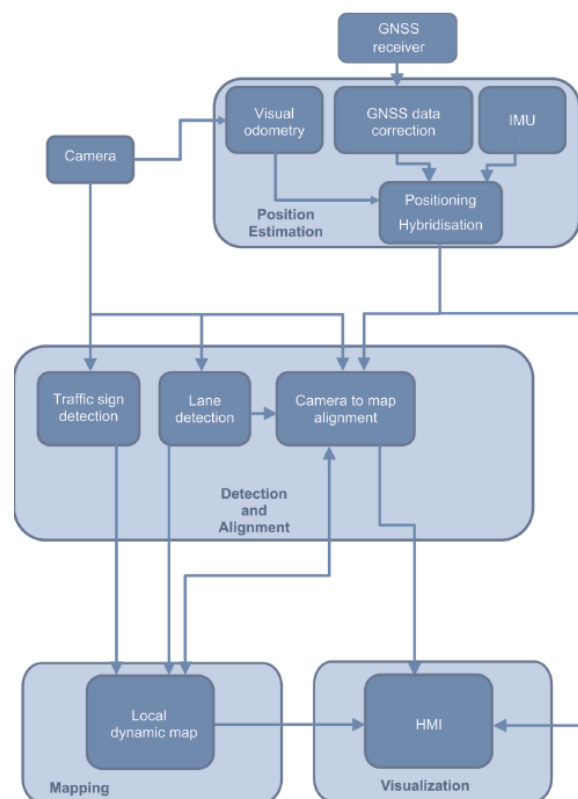 GNSS
receiver
Visual
odometry
GNSS data
correction
IMU
Camera
Positioning
Hybridisation
Position
Estimation
Traffic sign
detection
Lane
detection
Camera to map
alignment
Detection
and
Alignment
Local
dynamic map
HMI
Mapping
Visualization